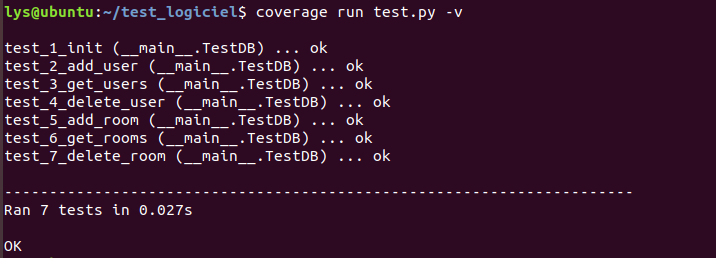 lys@ubuntu:~/test_logiciel$ coverage run test.py -v
test_1_init (__main__.TestDB) ... ok
test_2_add_user (__main__.TestDB) ... ok
test_3_get_users (__main__.TestDB) ... ok
test_4_delete_user (__main__.TestDB) ... ok
test_5_add_room (__main__.TestDB) ... ok
test_6_get_rooms (__main__.TestDB) ... ok
test_7_delete_room (__main__.TestDB) ... ok
----------------------------------------------------------------------
Ran 7 tests in 0.027s
OK